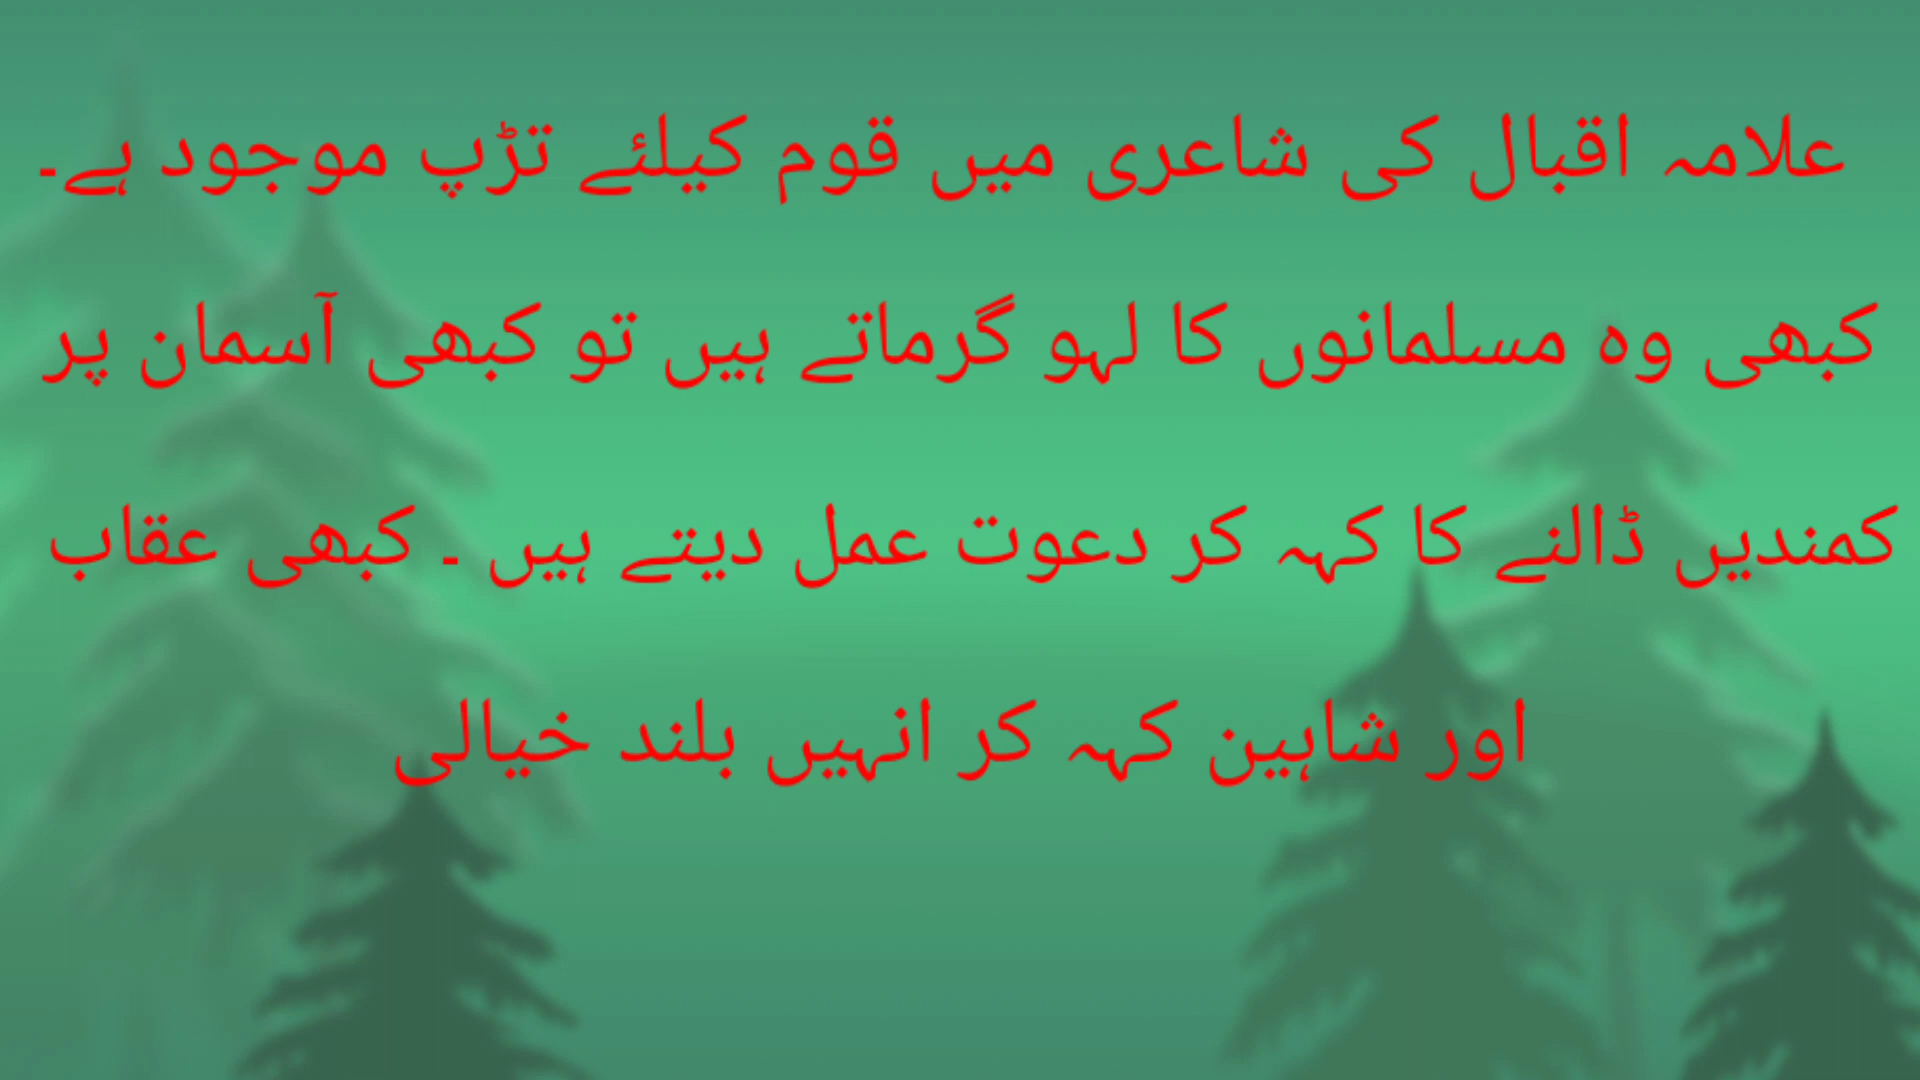 علامہ اقبال کی شاعری میں قوم کیلئے تڑپ موجود ہے۔
کبھی وہ مسلمانوں کا لہو گرماتے ہیں تو کبھی آسمان پر
کمندیں ڈالنے کا کہہ کر دعوت عمل دیتے ہیں ۔ کبھی عقاب
اور شاہین کہہ کر انہیں بلند خیالی